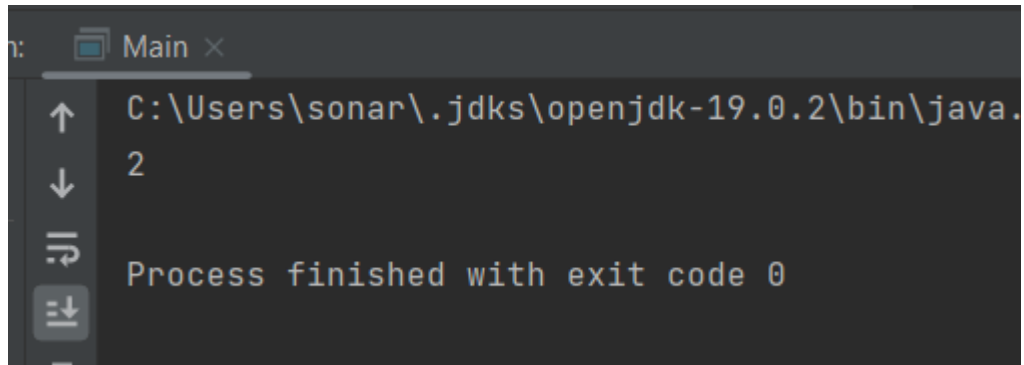 Main
C:\Users\sonar\.jdks\openjdk-19.0.2\bin\java.
2
Process finished with exit code 0